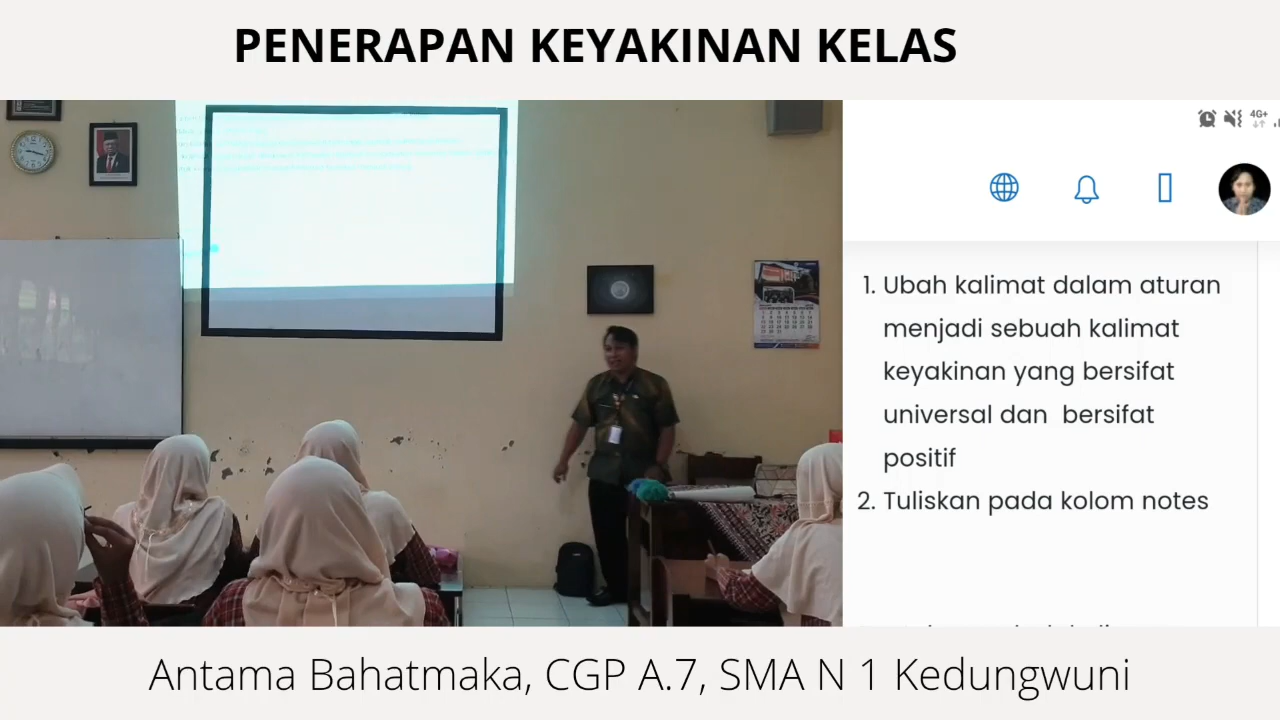 PENERAPAN KEYAKINAN KELAS
4G+
1. Ubah kalimat dalam aturan
menjadi sebuah kalimat
keyakinan yang bersifat
universal dan bersifat
positif
2. Tuliskan pada kolom notes
Antama Bahatmaka, CGP A.7, SMA N 1 Kedungwuni